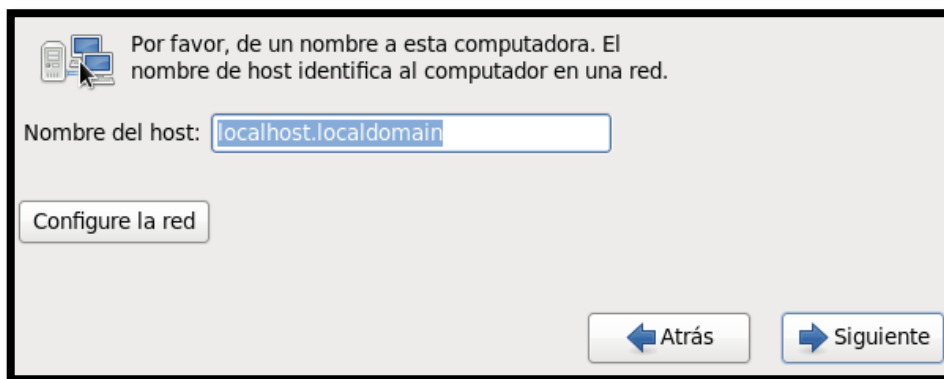 Por favor, de un nombre a esta computadora. El
nombre de host identifica al computador en una red.
Nombre del host: localhost.localdomain
Configure la red
Atrás Siguiente